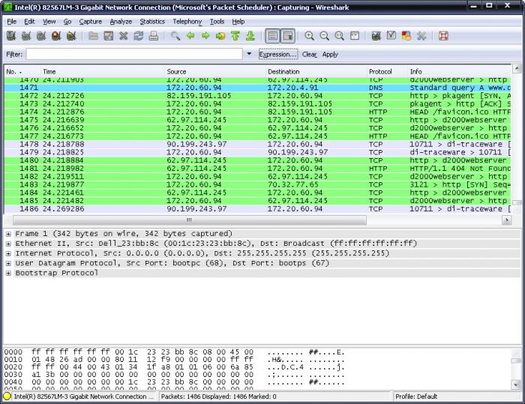 Intel(R) 82567LM-3 Gigabit Network Connection (Microsoft's Packet Scheduler) : Capturing - Wireshark
File Edit View Go Capture Analyze Statistics Telephony Tools Help
Filter: Expression... Clear Apply
No. Time Source Destination Protocol Info
1470 24.211903 172.20.60.94 62.97.114.245 TCP d2000webserver > http
1471 172.20.60.94 172.20.4.91 DNS Standard query A www.
1472 24.212726 172.20.60.94 82.159.191.105 TCP http > pkagent [SYN, A
1473 24.212740 172.20.60.94 82.159.191.105 TCP pkagent > http [ACK] S
1474 24.212876 172.20.60.94 82.159.191.105 HTTP HEAD /favicon.ico HTTP
1475 24.216639 62.97.114.245 172.20.60.94 TCP http > d2000webserver
1476 24.216652 172.20.60.94 62.97.114.245 TCP d2000webserver > http
1477 24.216773 172.20.60.94 62.97.114.245 HTTP HEAD /favicon.ico HTTP
1478 24.218788 90.199.243.97 172.20.60.94 TCP 10711 > di-traceware [
1479 24.218825 172.20.60.94 90.199.243.97 TCP di-traceware > 10711 [
1480 24.218884 62.97.114.245 172.20.60.94 TCP http > d2000webserver
1481 24.218982 62.97.114.245 172.20.60.94 HTTP HTTP/1.1 404 Not Found
1482 24.219511 172.20.60.94 62.97.114.245 TCP d2000webserver > http
1483 24.219877 172.20.60.94 70.32.77.65 TCP 3121 > http [SYN] Seq=
1484 24.221461 62.97.114.245 172.20.60.94 TCP http > d2000webserver
1485 24.221482 172.20.60.94 62.97.114.245 TCP d2000webserver > http
1486 24.269286 90.199.243.97 172.20.60.94 TCP 10711 > di-traceware [
Frame 1 (342 bytes on wire, 342 bytes captured)
Ethernet II, Src: Dell_23:bb:8c (00:1c:23:23:bb:8c), Dst: Broadcast (ff:ff:ff:ff:ff:ff)
Internet Protocol, Src: 0.0.0.0 (0.0.0.0), Dst: 255.255.255.255 (255.255.255.255)
User Datagram Protocol, Src Port: bootpc (68), Dst Port: bootps (67)
Bootstrap Protocol
0000 ff ff ff ff ff ff 00 1c 23 23 bb 8c 08 00 45 00 ........ ##....E.
0010 01 48 26 ad 00 00 80 11 12 f9 00 00 00 00 ff ff .H&..... ........
0020 ff ff 00 44 00 43 01 34 1f a8 01 01 06 00 6a 85 ...D.C.4 ......j.
0030 a1 3b 00 00 00 00 00 00 00 00 00 00 00 00 00 00 .;...... ........
0040 00 00 00 00 00 00 00 1c 23 23 bb 8c 00 00 00 00 ........ ##......
Intel(R) 82567LM-3 Gigabit Network Connection ... Packets: 1486 Displayed: 1486 Marked: 0 Profile: Default